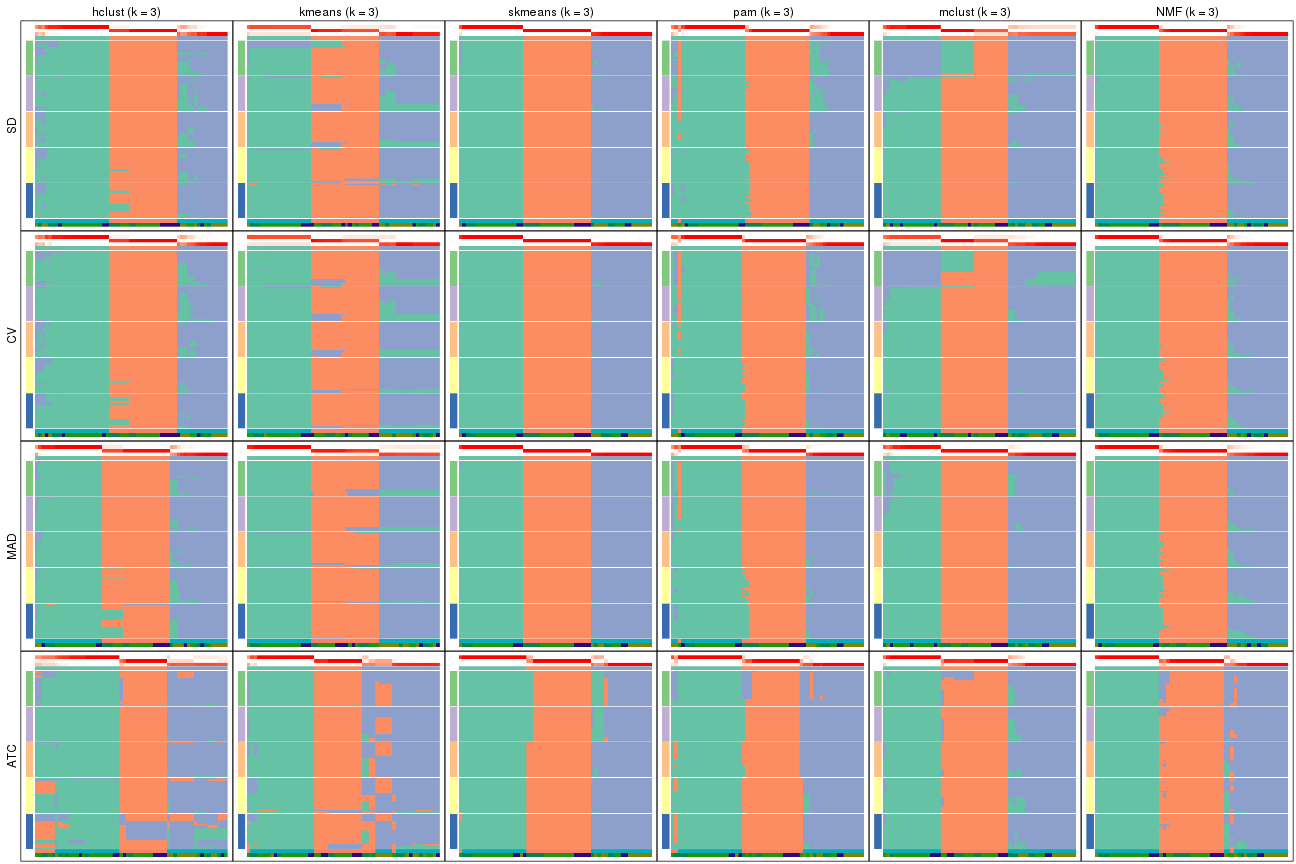 hclust (k = 3) kmeans (k = 3) skmeans (k = 3) pam (k = 3) mclust (k = 3) NMF (k = 3)
SD
CV
MAD
ATC